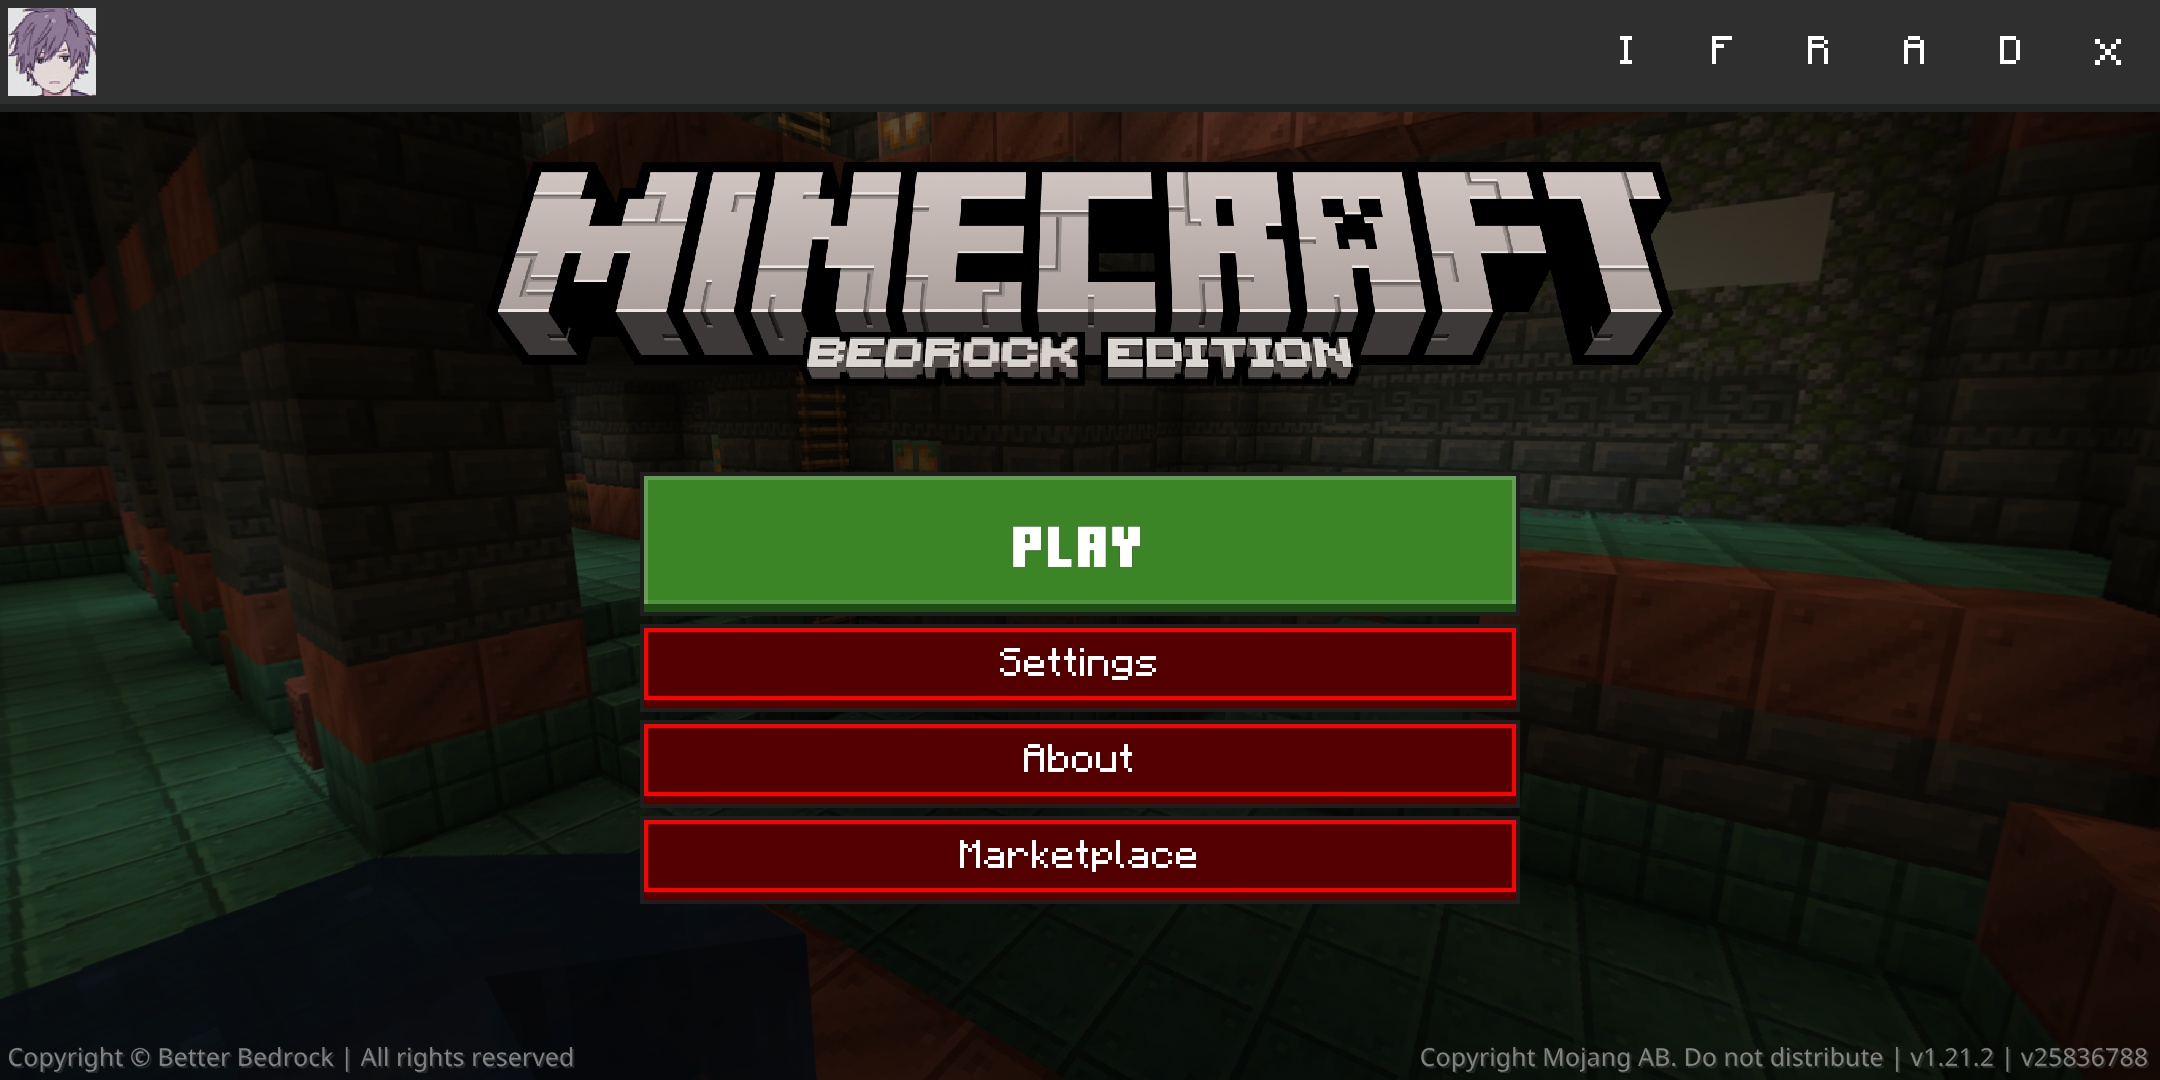 I F R A D X
MINECRAFT
BEDROCK EDITION
PLAY
Settings
About
Marketplace
Copyright © Better Bedrock | All rights reserved
Copyright Mojang AB. Do not distribute | v1.21.2 | v25836788